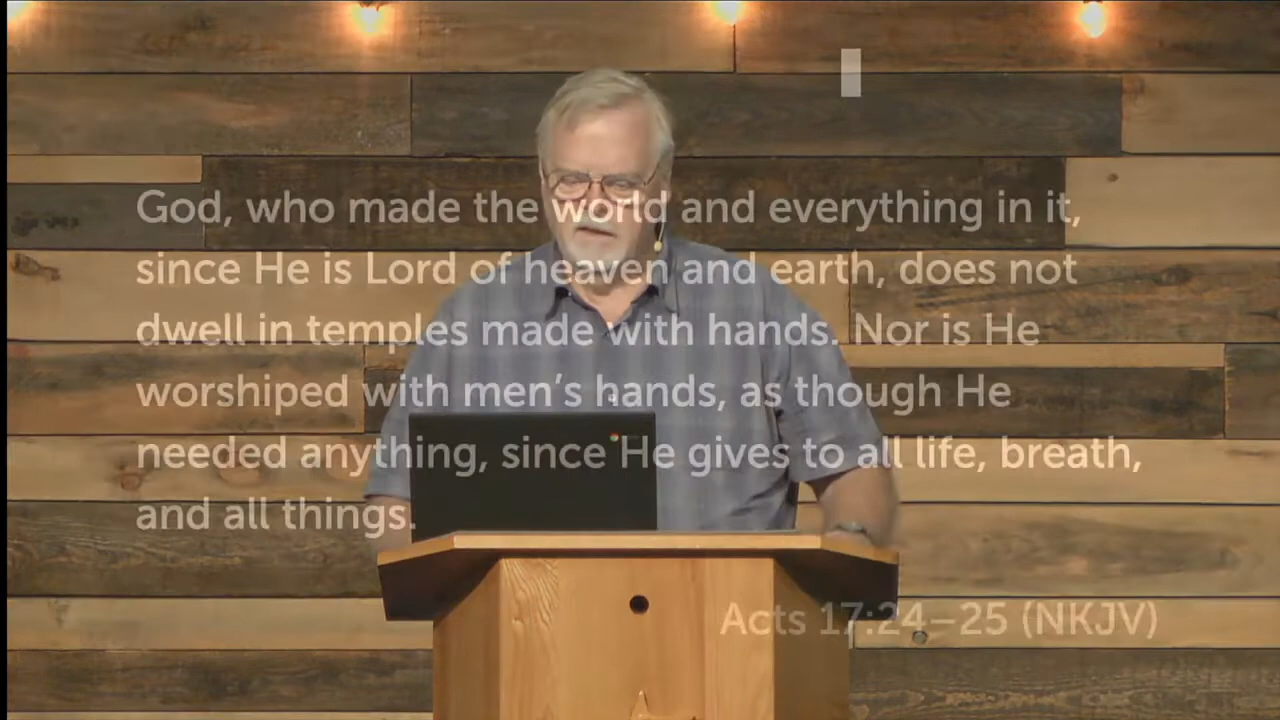 God, who made the world and everything in it,
since He is Lord of heaven and earth, does not
dwell in temples made with hands. Nor is He
worshiped with men’s hands, as though He
needed anything, since He gives to all life, breath,
and all things.
Acts 17:24–25 (NKJV)